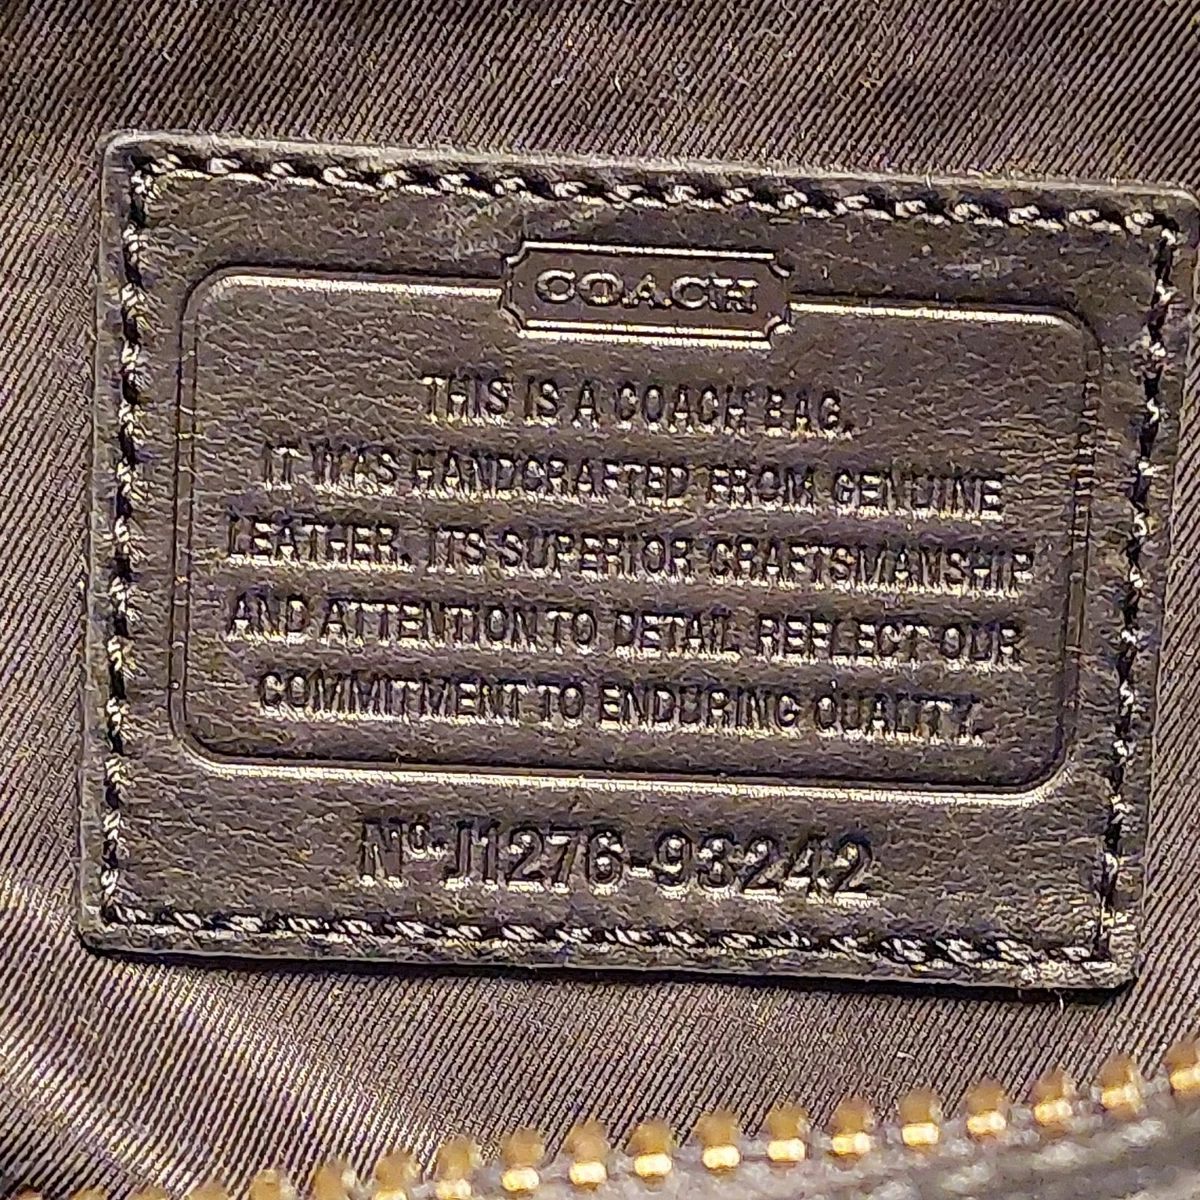 COACH
THIS IS A COACH BAG.
IT WAS HANDCRAFTED FROM GENUINE
LEATHER. ITS SUPERIOR CRAFTSMANSHIP
AND ATTENTION TO DETAIL REFLECT OUR
COMMITMENT TO ENDURING QUALITY.
Nº J1276-93242